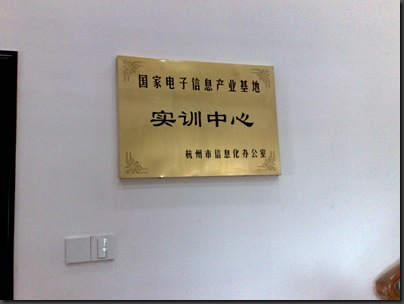 国家电子信息产业基地
实训中心
杭州市信息化办公室